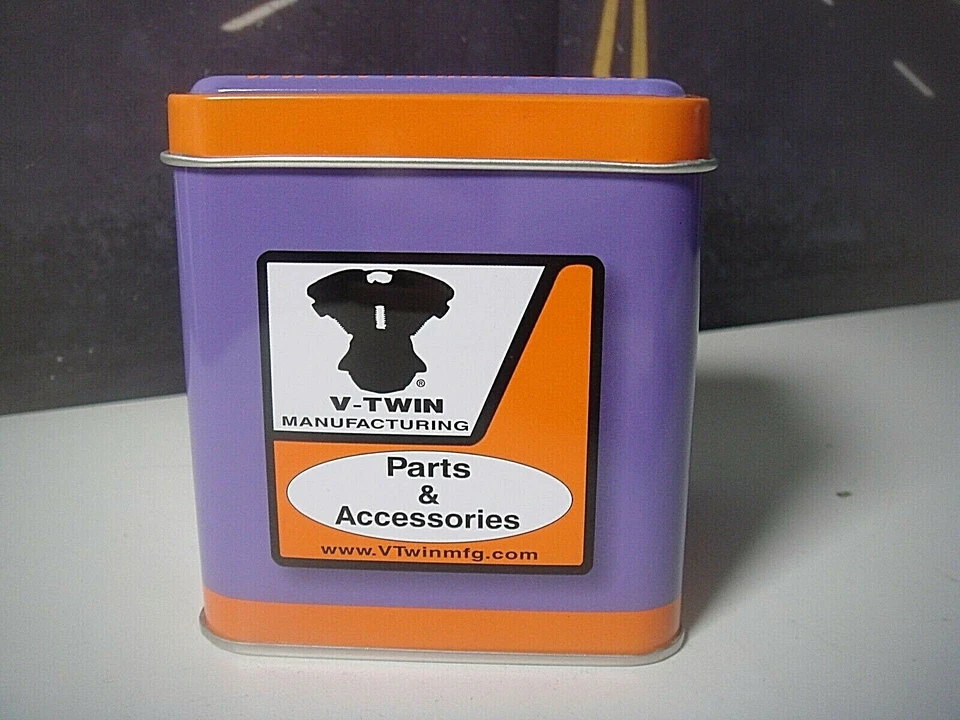 ®
V-TWIN
MANUFACTURING
Parts
&
Accessories
www.VTwinmfg.com